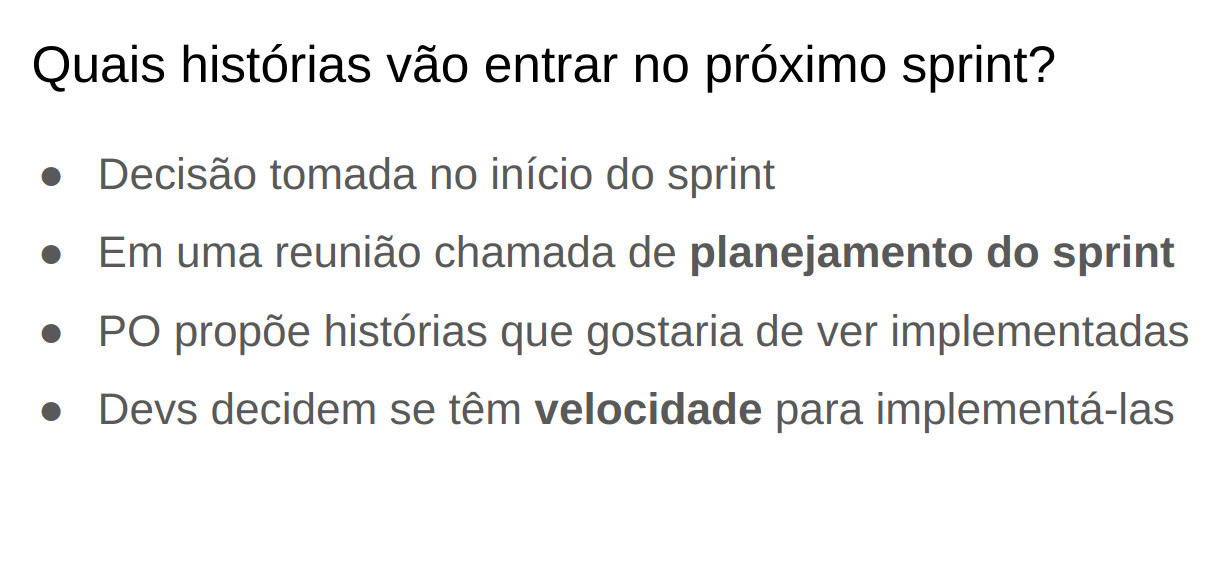 Quais histórias vão entrar no próximo sprint?
● Decisão tomada no início do sprint
● Em uma reunião chamada de planejamento do sprint
● PO propõe histórias que gostaria de ver implementadas
● Devs decidem se têm velocidade para implementá-las